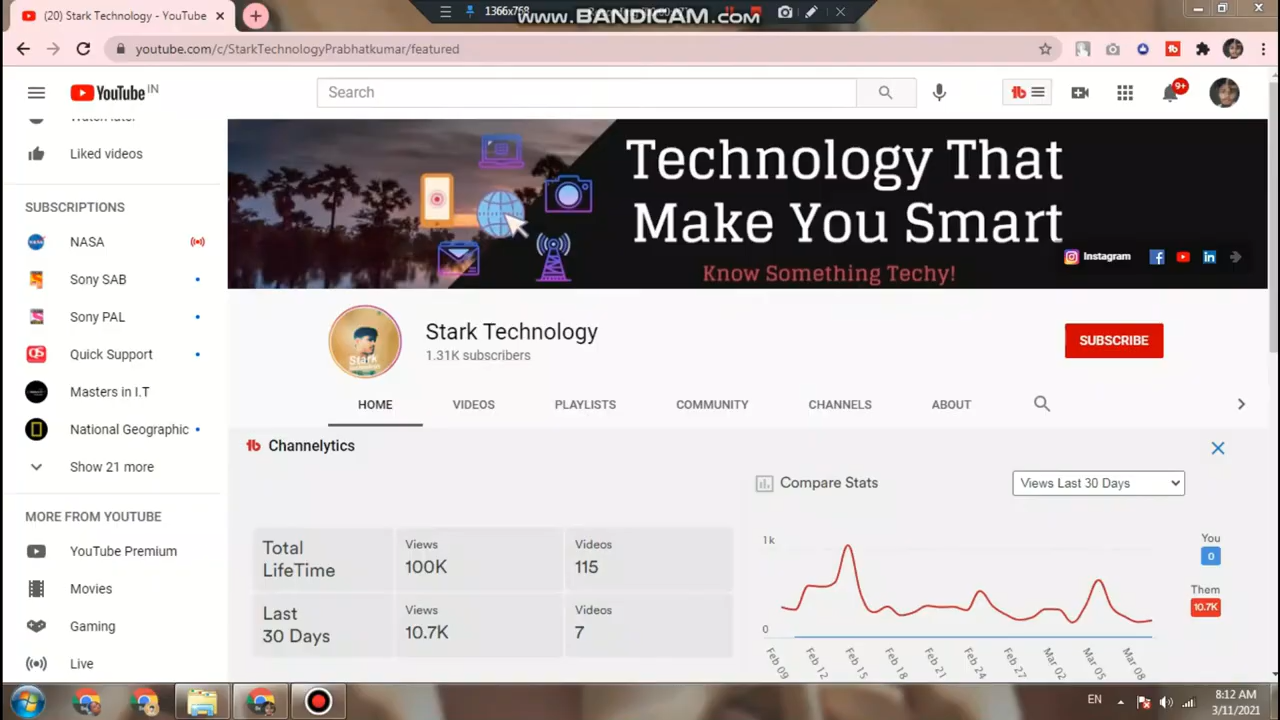 (20) Stark Technology - YouTube
1366x768
www.BANDICAM.com
youtube.com/c/StarkTechnologyPrabhatkumar/featured
YouTube IN
Search
9+
Watch later
Liked videos
SUBSCRIPTIONS
NASA
Sony SAB
Sony PAL
Quick Support
Masters in I.T
National Geographic
Show 21 more
MORE FROM YOUTUBE
YouTube Premium
Movies
Gaming
Live
Technology That
Make You Smart
Know Something Techy!
Instagram
Stark
Stark Technology
1.31K subscribers
SUBSCRIBE
HOME VIDEOS PLAYLISTS COMMUNITY CHANNELS ABOUT
Channelytics
Compare Stats
Views Last 30 Days
Total LifeTime
Views
100K
Videos
115
Last 30 Days
Views
10.7K
Videos
7
1k
0
Feb 09 Feb 12 Feb 15 Feb 18 Feb 21 Feb 24 Feb 27 Mar 02 Mar 05 Mar 08
You
0
Them
10.7K
EN
8:12 AM
3/11/2021